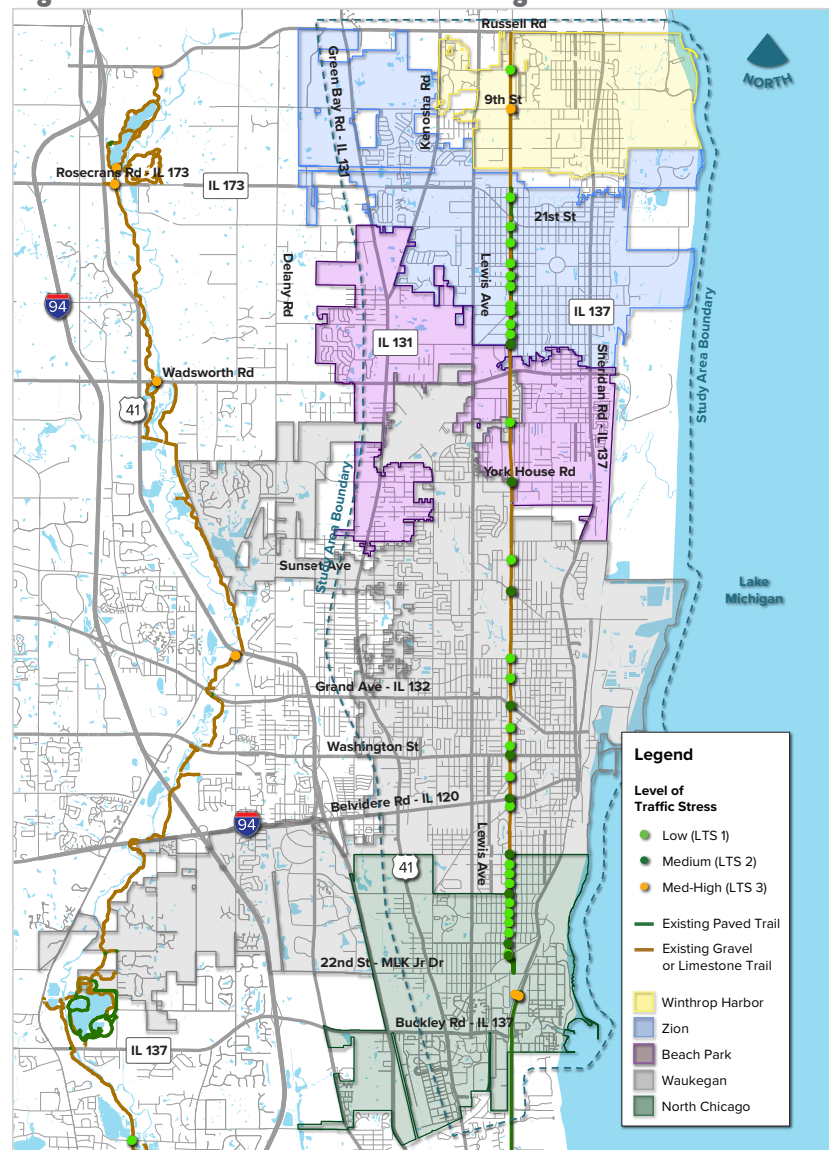 Russell Rd
NORTH
Green Bay Rd - IL 131
Kenosha Rd
9th St
Rosecrans Rd - IL 173
IL 173
21st St
Delany Rd
Lewis Ave
94
IL 137
Study Area Boundary
IL 131
Sheridan Rd - IL 137
Wadsworth Rd
41
York House Rd
Study Area Boundary
Sunset Ave
Lake
Michigan
Grand Ave - IL 132
Washington St
Belvidere Rd - IL 120
94
Lewis Ave
41
22nd St - MLK Jr Dr
Buckley Rd - IL 137
IL 137
Legend
Level of
Traffic Stress
Low (LTS 1)
Medium (LTS 2)
Med-High (LTS 3)
Existing Paved Trail
Existing Gravel
or Limestone Trail
Winthrop Harbor
Zion
Beach Park
Waukegan
North Chicago